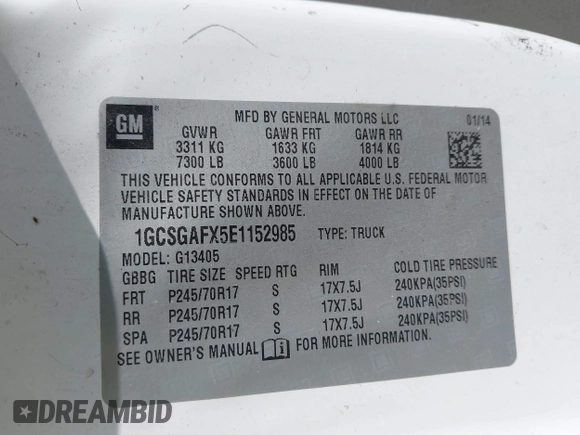 GM
MFD BY GENERAL MOTORS LLC 01/14
GVWR GAWR FRT GAWR RR
3311 KG 1633 KG 1814 KG
7300 LB 3600 LB 4000 LB
THIS VEHICLE CONFORMS TO ALL APPLICABLE U.S. FEDERAL MOTOR
VEHICLE SAFETY STANDARDS IN EFFECT ON THE DATE OF
MANUFACTURE SHOWN ABOVE.
1GCSGAFX5E1152985 TYPE: TRUCK
MODEL: G13405
GBBG TIRE SIZE SPEED RTG RIM COLD TIRE PRESSURE
FRT P245/70R17 S 17X7.5J 240KPA(35PSI)
RR P245/70R17 S 17X7.5J 240KPA(35PSI)
SPA P245/70R17 S 17X7.5J 240KPA(35PSI)
SEE OWNER'S MANUAL i FOR MORE INFORMATION.
DREAMBID